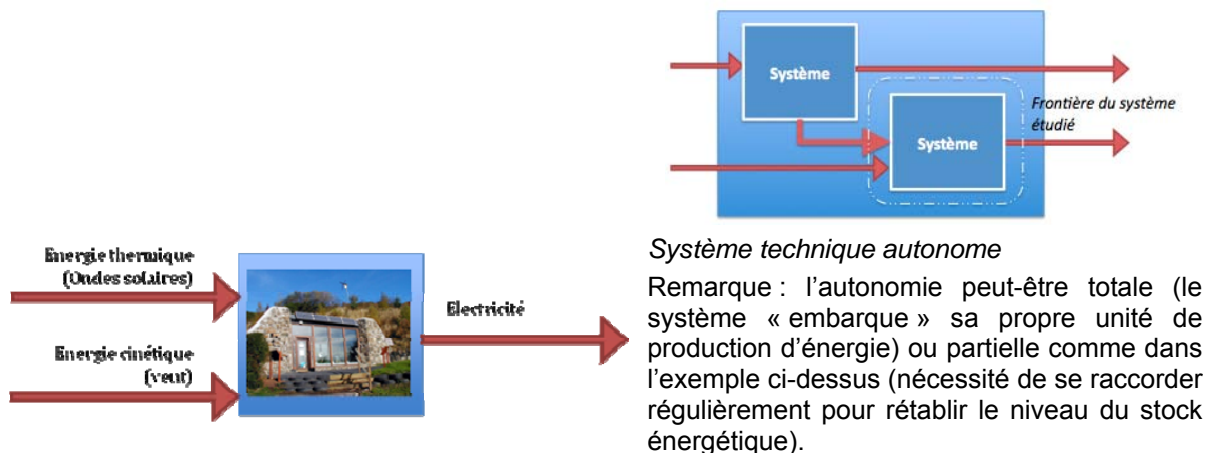 Système
Système
Frontière du système
étudié
Energie thermique
(Ondes solaires)
Energie cinétique
(vent)
Electricité
Système technique autonome
Remarque : l'autonomie peut-être totale (le
système « embarque » sa propre unité de
production d'énergie) ou partielle comme dans
l'exemple ci-dessus (nécessité de se raccorder
régulièrement pour rétablir le niveau du stock
énergétique).